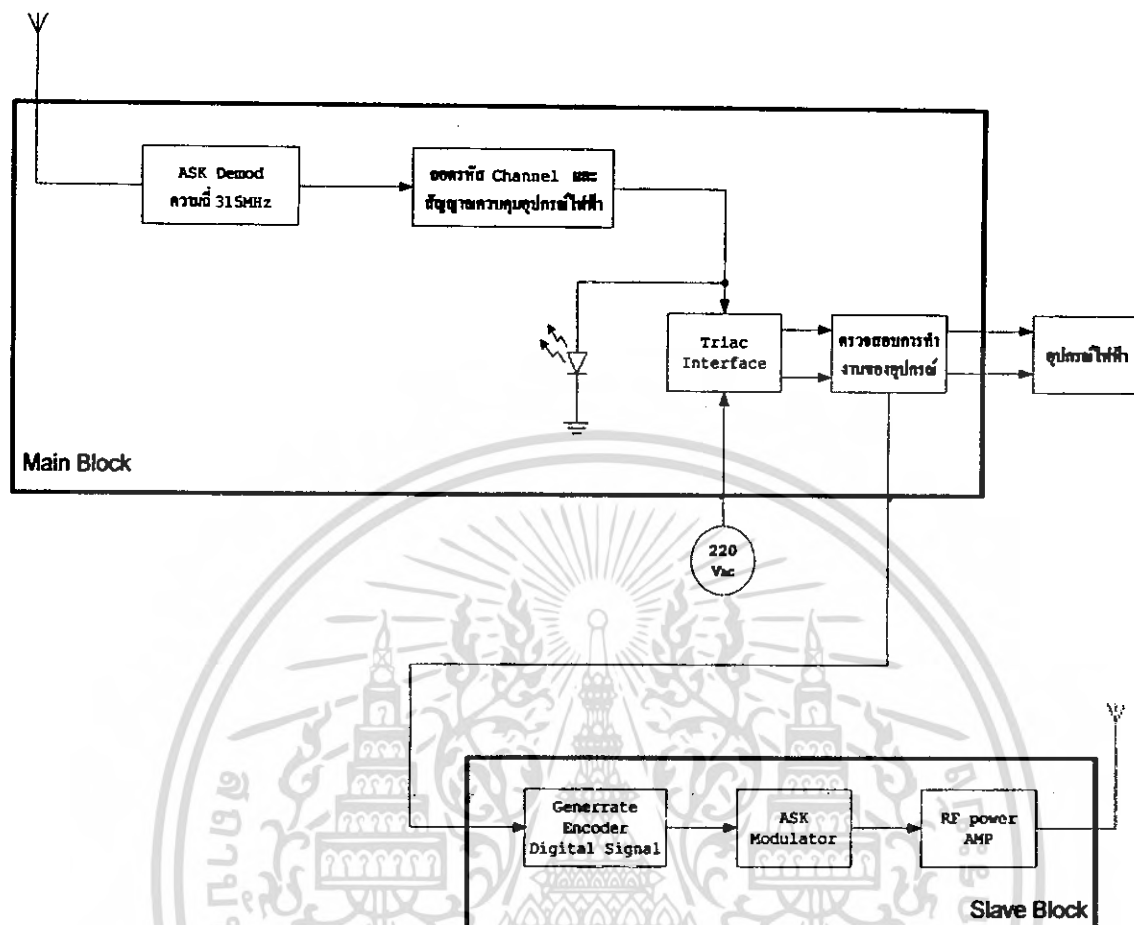 ASK Demod
ความถี่ 315MHz
ถอดรหัส Channel และ
สัญญาณควบคุมอุปกรณ์ไฟฟ้า
Triac
Interface
ตรวจสอบการทำ
งานของอุปกรณ์
อุปกรณ์ไฟฟ้า
Main Block
220
Vac
Generrate
Encoder
Digital Signal
ASK
Modulator
RF power
AMP
Slave Block